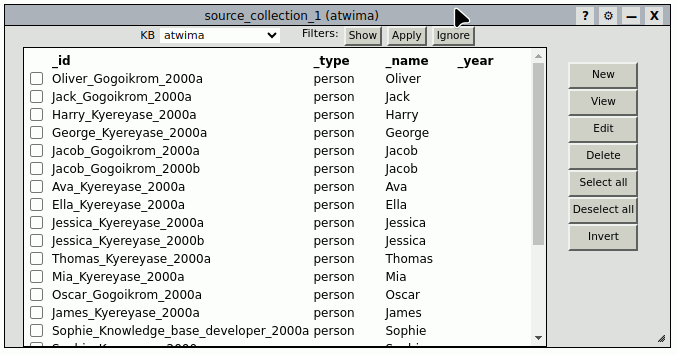 source_collection_1 (atwima) ? — X
KB atwima Filters: Show Apply Ignore
_id _type _name _year
Oliver_Gogoikrom_2000a person Oliver
Jack_Gogoikrom_2000a person Jack
Harry_Kyereyase_2000a person Harry
George_Kyereyase_2000a person George
Jacob_Gogoikrom_2000a person Jacob
Jacob_Gogoikrom_2000b person Jacob
Ava_Kyereyase_2000a person Ava
Ella_Kyereyase_2000a person Ella
Jessica_Kyereyase_2000a person Jessica
Jessica_Kyereyase_2000b person Jessica
Thomas_Kyereyase_2000a person Thomas
Mia_Kyereyase_2000a person Mia
Oscar_Gogoikrom_2000a person Oscar
James_Kyereyase_2000a person James
Sophie_Knowledge_base_developer_2000a person Sophie
New
View
Edit
Delete
Select all
Deselect all
Invert